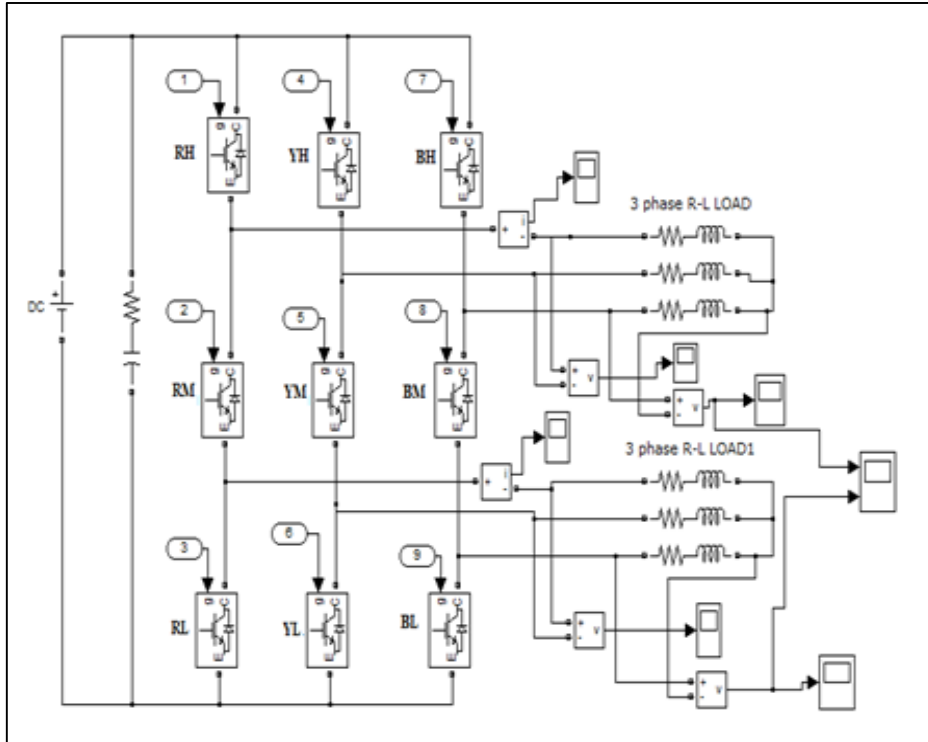 1 4 7
g C E
RH
g C E
YH
g C E
BH
+ i -
3 phase R-L LOAD
DC +
2 5 8
g C E
RM
g C E
YM
g C E
BM
+ - v
+ - v
+ i -
3 phase R-L LOAD1
3 6 9
g C E
RL
g C E
YL.
g C E
BL
+ - v
+ - v